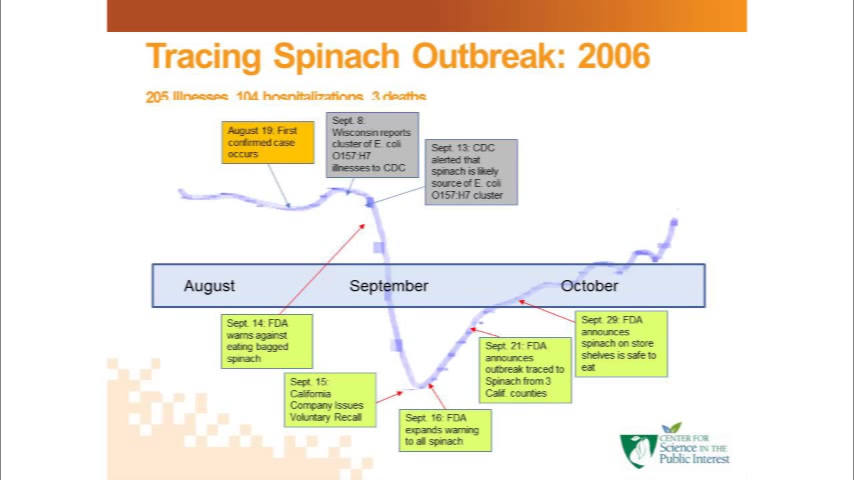 Tracing Spinach Outbreak: 2006
205 Illnesses, 104 hospitalizations, 3 deaths
August 19: First
confirmed case
occurs
Sept. 8:
Wisconsin reports
cluster of E. coli
O157:H7
illnesses to CDC
Sept. 13: CDC
alerted that
spinach is likely
source of E. coli
O157:H7 cluster
August
September
October
Sept. 14: FDA
warns against
eating bagged
spinach
Sept. 15:
California
Company Issues
Voluntary Recall
Sept. 16: FDA
expands warning
to all spinach
Sept. 21: FDA
announces
outbreak traced to
Spinach from 3
Calif. counties
Sept. 29: FDA
announces
spinach on store
shelves is safe to
eat
CENTER FOR
Science IN THE
Public Interest